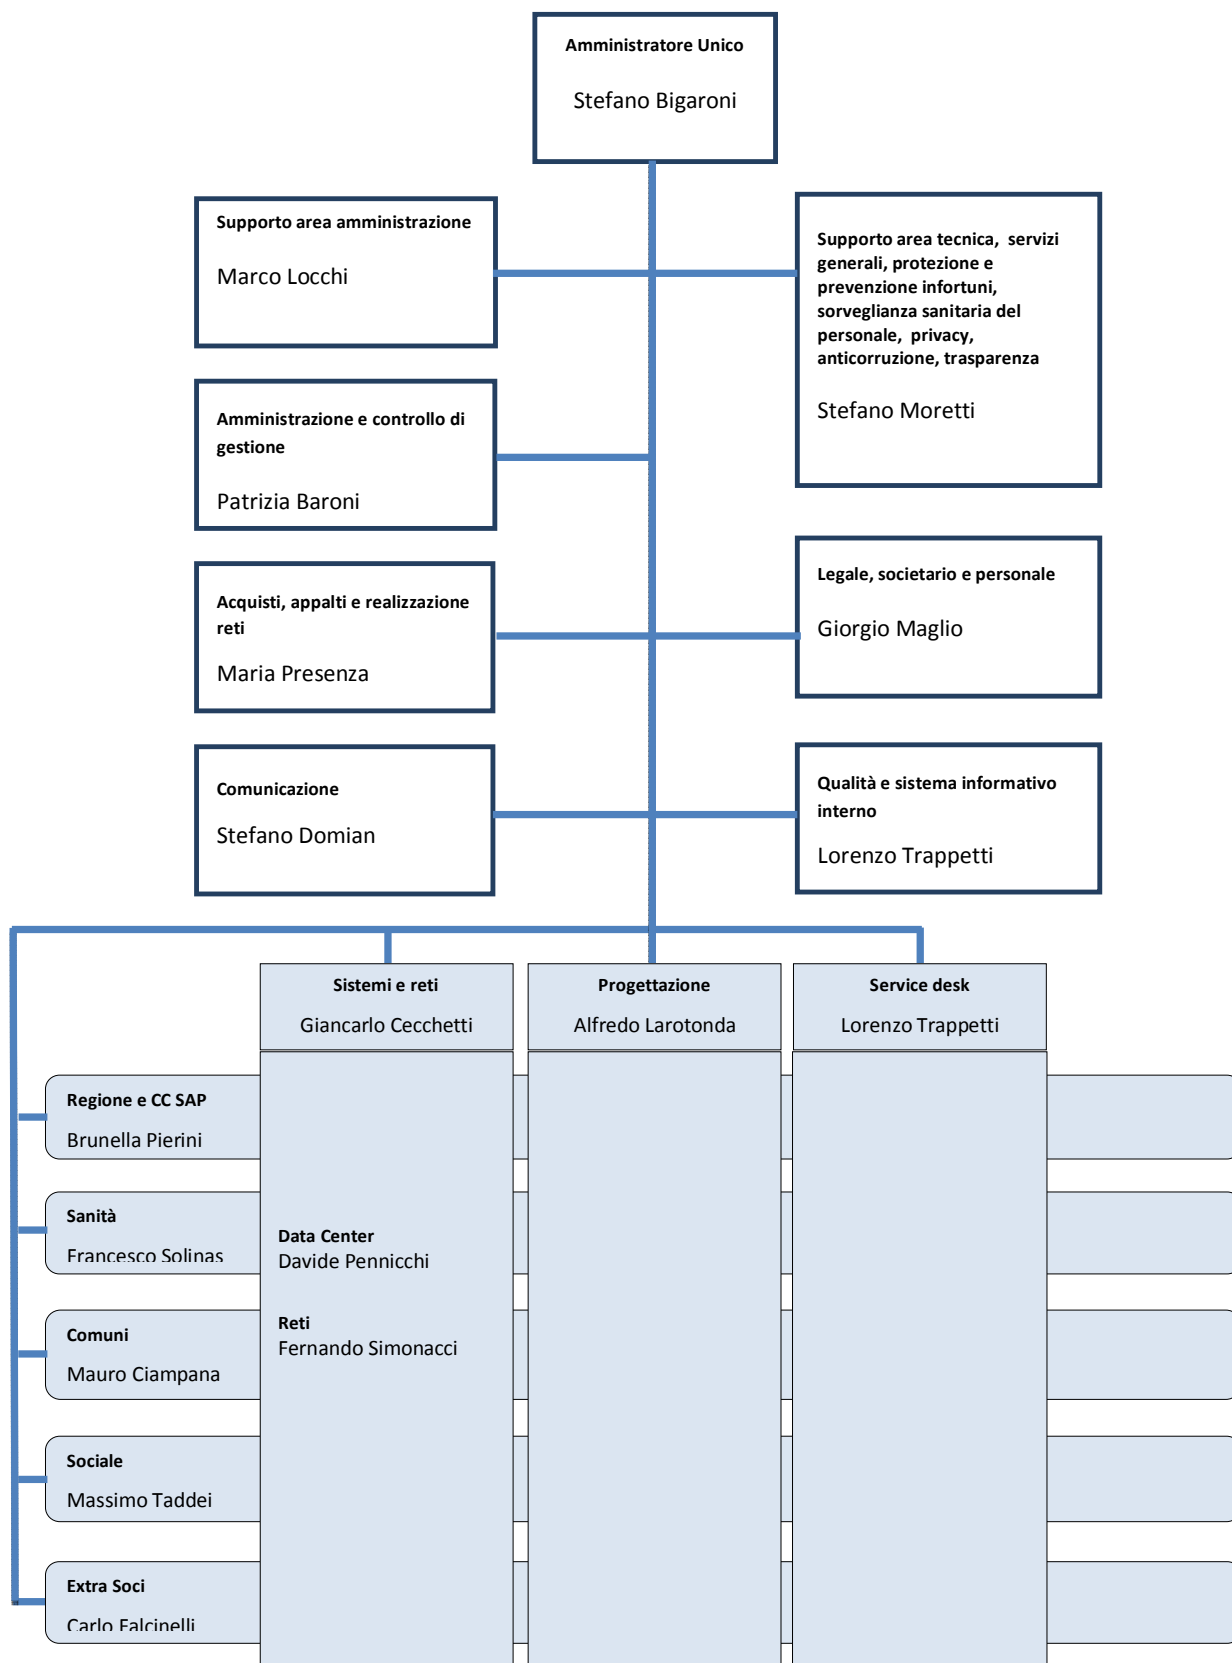 Amministratore Unico
Stefano Bigaroni
Supporto area amministrazione
Marco Locchi
Supporto area tecnica, servizi
generali, protezione e
prevenzione infortuni,
sorveglianza sanitaria del
personale, privacy,
anticorruzione, trasparenza
Stefano Moretti
Amministrazione e controllo di
gestione
Patrizia Baroni
Acquisti, appalti e realizzazione
reti
Maria Presenza
Legale, societario e personale
Giorgio Maglio
Comunicazione
Stefano Domian
Qualità e sistema informativo
interno
Lorenzo Trappetti
Sistemi e reti
Giancarlo Cecchetti
Progettazione
Alfredo Larotonda
Service desk
Lorenzo Trappetti
Regione e CC SAP
Brunella Pierini
Sanità
Francesco Solinas
Data Center
Davide Pennicchi
Reti
Fernando Simonacci
Comuni
Mauro Ciampana
Sociale
Massimo Taddei
Extra Soci
Carlo Falcinelli